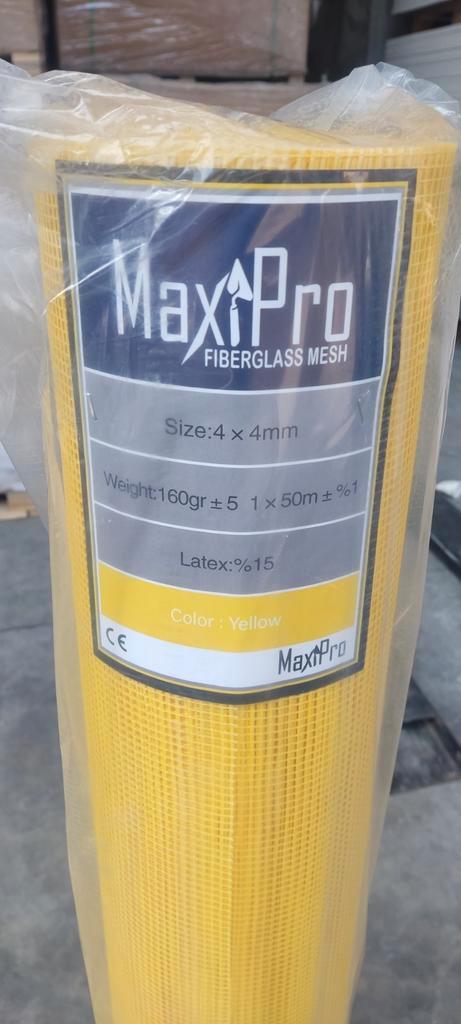 MaxiPro
FIBERGLASS MESH
Size:4 × 4mm
Weight:160gr ± 5 1 × 50m ± %1
Latex:%15
Color : Yellow
CE
MaxiPro